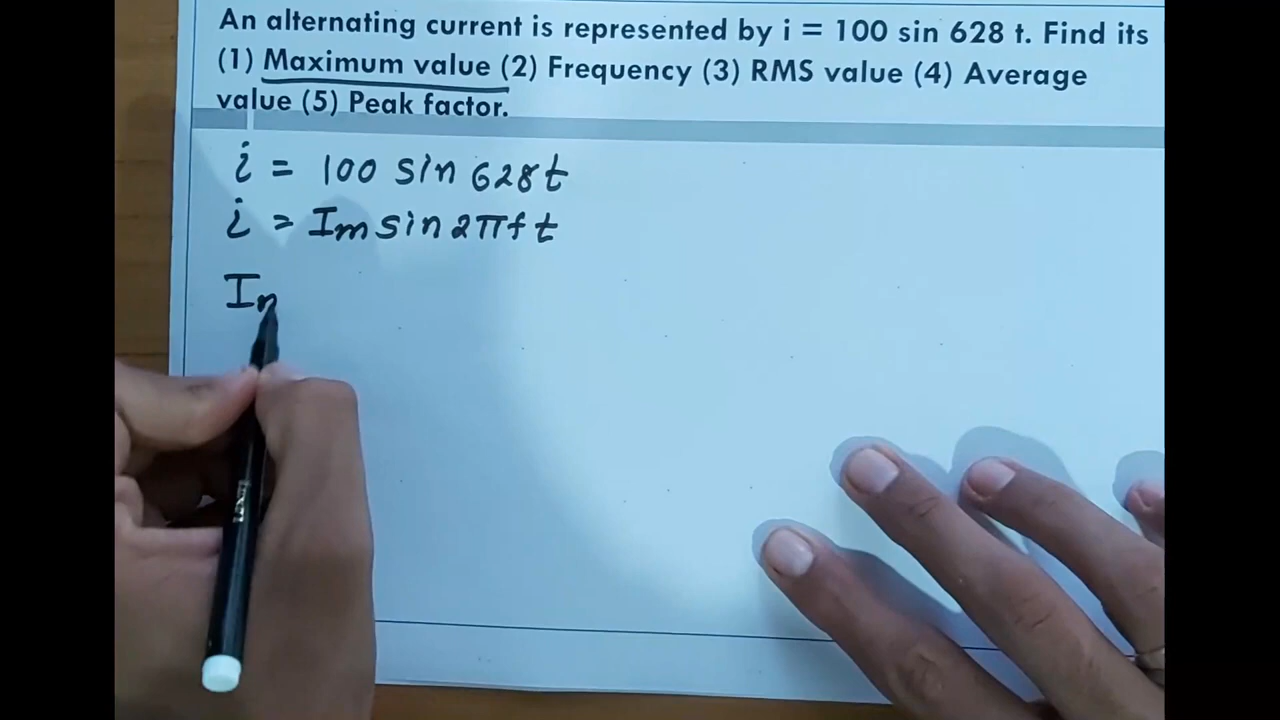 An alternating current is represented by i = 100 sin 628 t. Find its
(1) Maximum value (2) Frequency (3) RMS value (4) Average
value (5) Peak factor.
i = 100 sin 628t
i = Im sin 2πft
Im